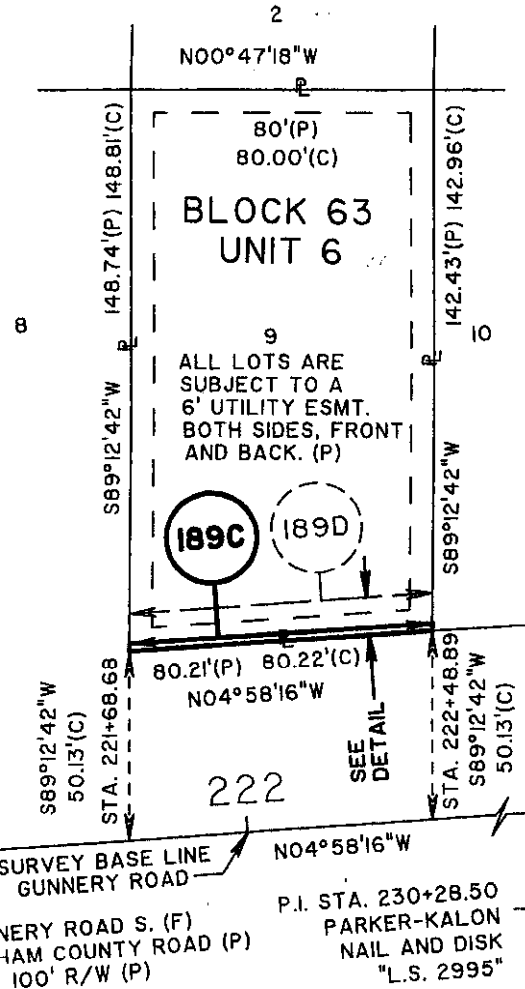 2
N00°47'18"W
PL
80'(P)
80.00'(C)
148.74'(P) 148.81'(C)
142.43'(P) 142.96'(C)
BLOCK 63
UNIT 6
8
9
10
PL
PL
ALL LOTS ARE
SUBJECT TO A
6' UTILITY ESMT.
BOTH SIDES, FRONT
AND BACK. (P)
S89°12'42"W
S89°12'42"W
189C
189D
80.21'(P) 80.22'(C)
N04°58'16"W
SEE
DETAIL
S89°12'42"W
50.13'(C)
STA. 221+68.68
STA. 222+48.89
S89°12'42"W
50.13'(C)
222
SURVEY BASE LINE
GUNNERY ROAD
N04°58'16"W
NERY ROAD S. (F)
HAM COUNTY ROAD (P)
100' R/W (P)
P.I. STA. 230+28.50
PARKER-KALON
NAIL AND DISK
"L.S. 2995"